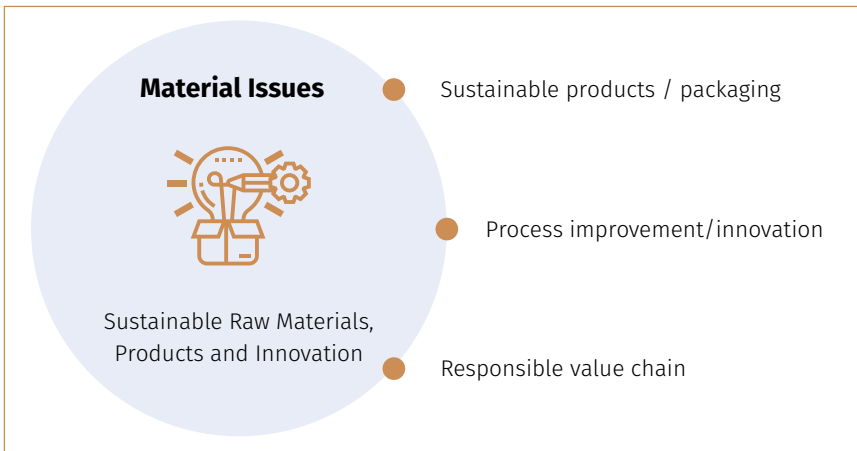 Material Issues
Sustainable Raw Materials,
Products and Innovation
Sustainable products / packaging
Process improvement/innovation
Responsible value chain